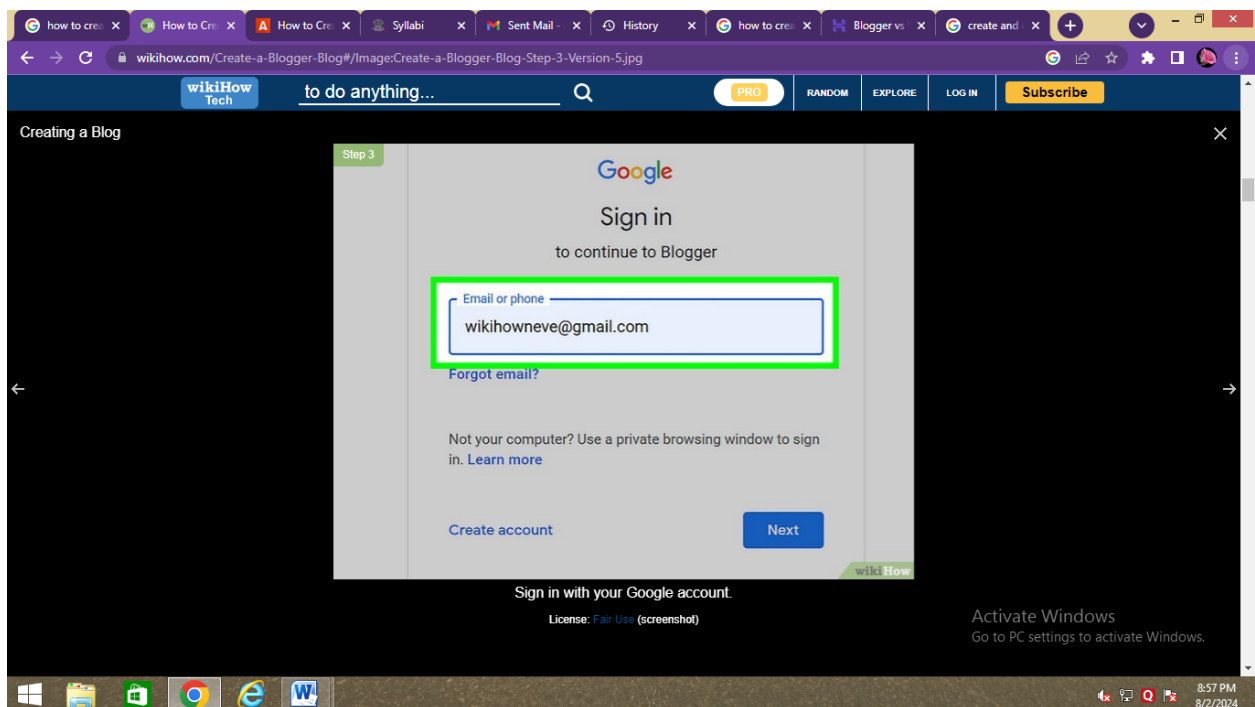 how to crea
How to Cre
How to Cre
Syllabi
Sent Mail -
History
how to crea
Blogger vs
create and
wikihow.com/Create-a-Blogger-Blog#/Image:Create-a-Blogger-Blog-Step-3-Version-5.jpg
wikiHow
Tech
to do anything...
PRO
RANDOM
EXPLORE
LOG IN
Subscribe
Creating a Blog
Step 3
Google
Sign in
to continue to Blogger
Email or phone
wikihowneve@gmail.com
Forgot email?
Not your computer? Use a private browsing window to sign
in. Learn more
Create account
Next
wikiHow
Sign in with your Google account.
License: Fair Use (screenshot)
Activate Windows
Go to PC settings to activate Windows.
8:57 PM
8/2/2024